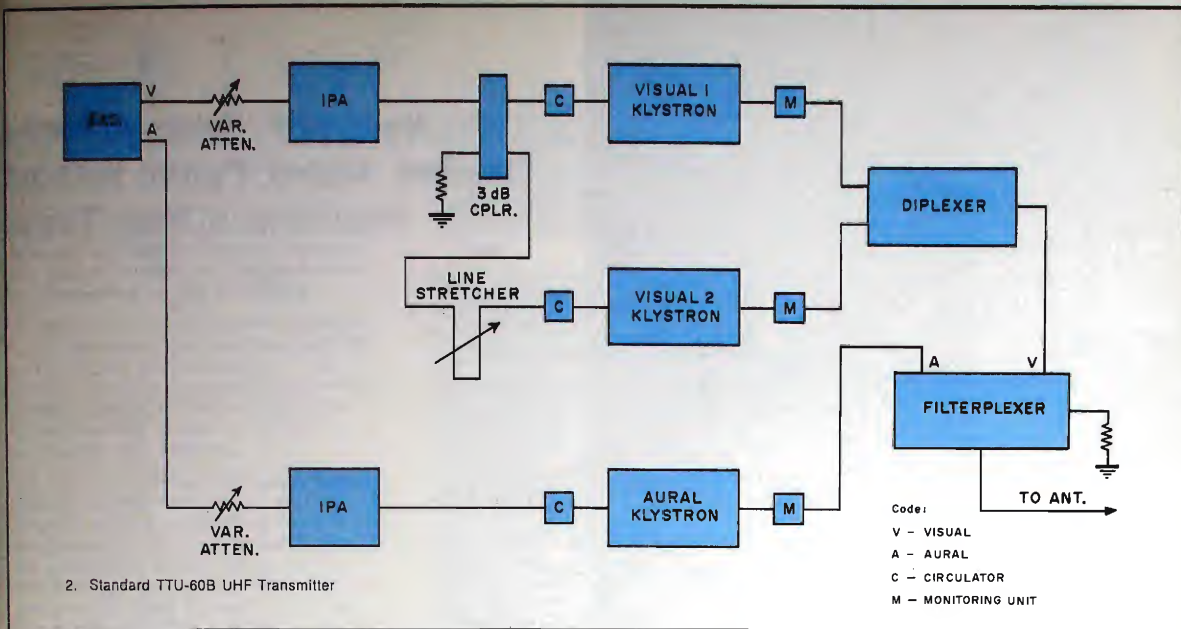 V
A
VAR.
ATTEN.
IPA
3 dB
CPLR.
C
VISUAL 1
KLYSTRON
M
DIPLEXER
LINE
STRETCHER
C
VISUAL 2
KLYSTRON
M
A
V
FILTERPLEXER
TO ANT.
VAR.
ATTEN.
IPA
C
AURAL
KLYSTRON
M
Code:
V – VISUAL
A – AURAL
C – CIRCULATOR
M – MONITORING UNIT
2. Standard TTU-60B UHF Transmitter